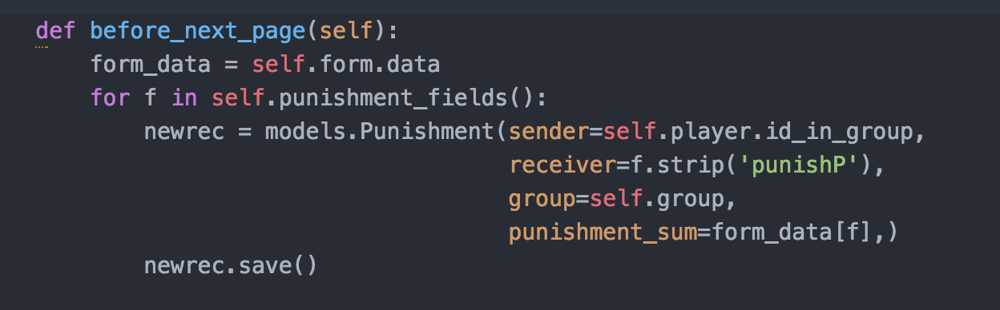 def before_next_page(self):
    form_data = self.form.data
    for f in self.punishment_fields():
        newrec = models.Punishment(sender=self.player.id_in_group,
                                   receiver=f.strip('punishP'),
                                   group=self.group,
                                   punishment_sum=form_data[f],)
        newrec.save()